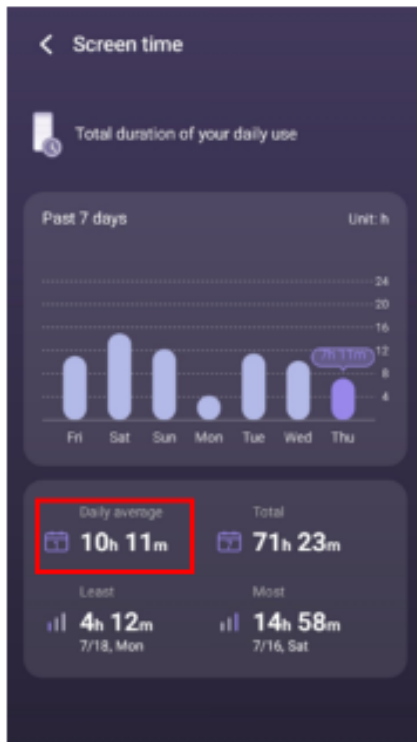 Screen time
Total duration of your daily use
Past 7 days Unit: h
24
20
16
12
7h 11m
8
4
Fri Sat Sun Mon Tue Wed Thu
Daily average Total
10h 11m 71h 23m
Least Most
4h 12m 14h 58m
7/18, Mon 7/16, Sat